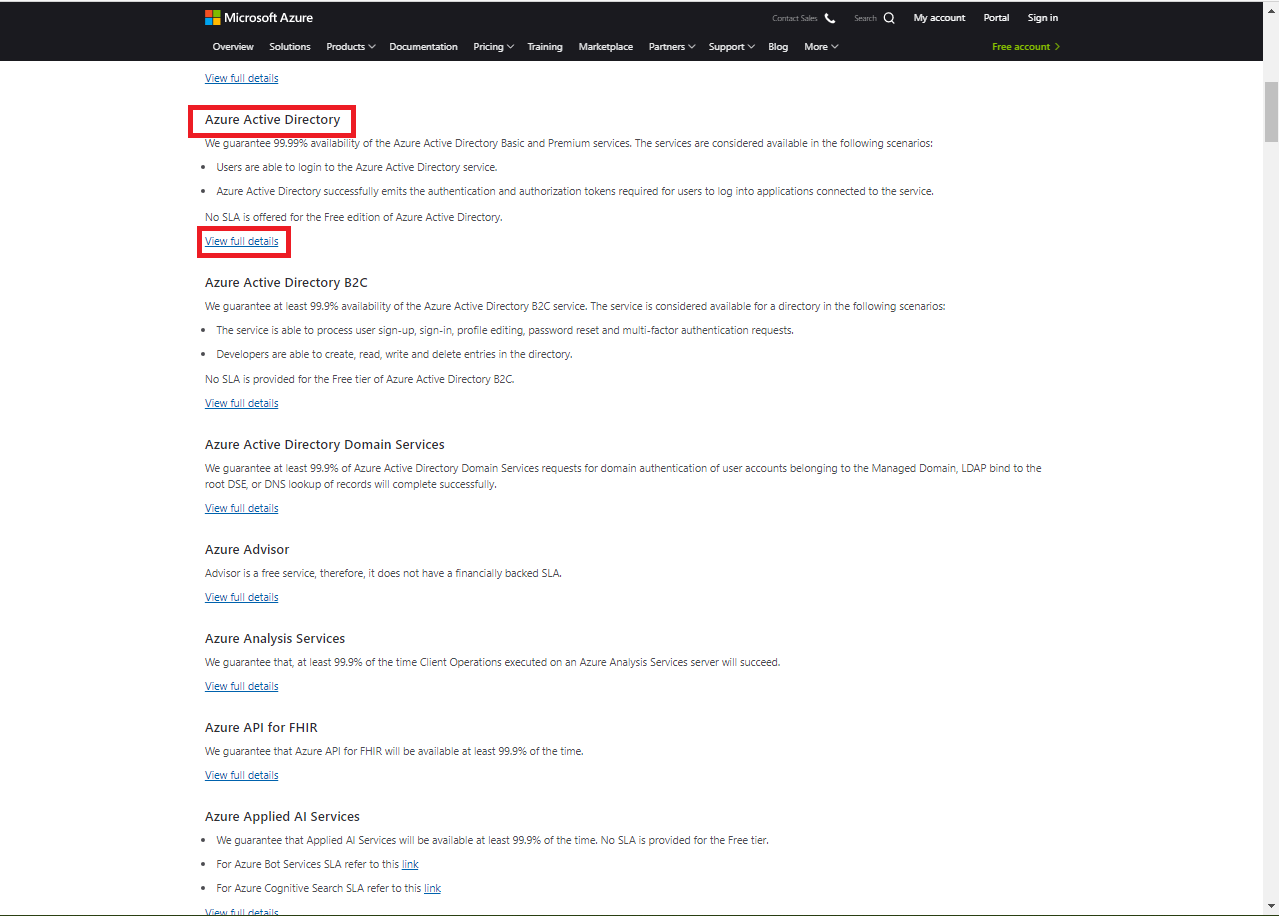 Microsoft Azure
Contact Sales Search My account Portal Sign in
Overview Solutions Products Documentation Pricing Training Marketplace Partners Support Blog More Free account
View full details
Azure Active Directory
We guarantee 99.99% availability of the Azure Active Directory Basic and Premium services. The services are considered available in the following scenarios:
• Users are able to login to the Azure Active Directory service.
• Azure Active Directory successfully emits the authentication and authorization tokens required for users to log into applications connected to the service.
No SLA is offered for the Free edition of Azure Active Directory.
View full details
Azure Active Directory B2C
We guarantee at least 99.9% availability of the Azure Active Directory B2C service. The service is considered available for a directory in the following scenarios:
• The service is able to process user sign-up, sign-in, profile editing, password reset and multi-factor authentication requests.
• Developers are able to create, read, write and delete entries in the directory.
No SLA is provided for the Free tier of Azure Active Directory B2C.
View full details
Azure Active Directory Domain Services
We guarantee at least 99.9% of Azure Active Directory Domain Services requests for domain authentication of user accounts belonging to the Managed Domain, LDAP bind to the
root DSE, or DNS lookup of records will complete successfully.
View full details
Azure Advisor
Advisor is a free service, therefore, it does not have a financially backed SLA.
View full details
Azure Analysis Services
We guarantee that, at least 99.9% of the time Client Operations executed on an Azure Analysis Services server will succeed.
View full details
Azure API for FHIR
We guarantee that Azure API for FHIR will be available at least 99.9% of the time.
View full details
Azure Applied AI Services
• We guarantee that Applied AI Services will be available at least 99.9% of the time. No SLA is provided for the Free tier.
• For Azure Bot Services SLA refer to this link
• For Azure Cognitive Search SLA refer to this link
View full details